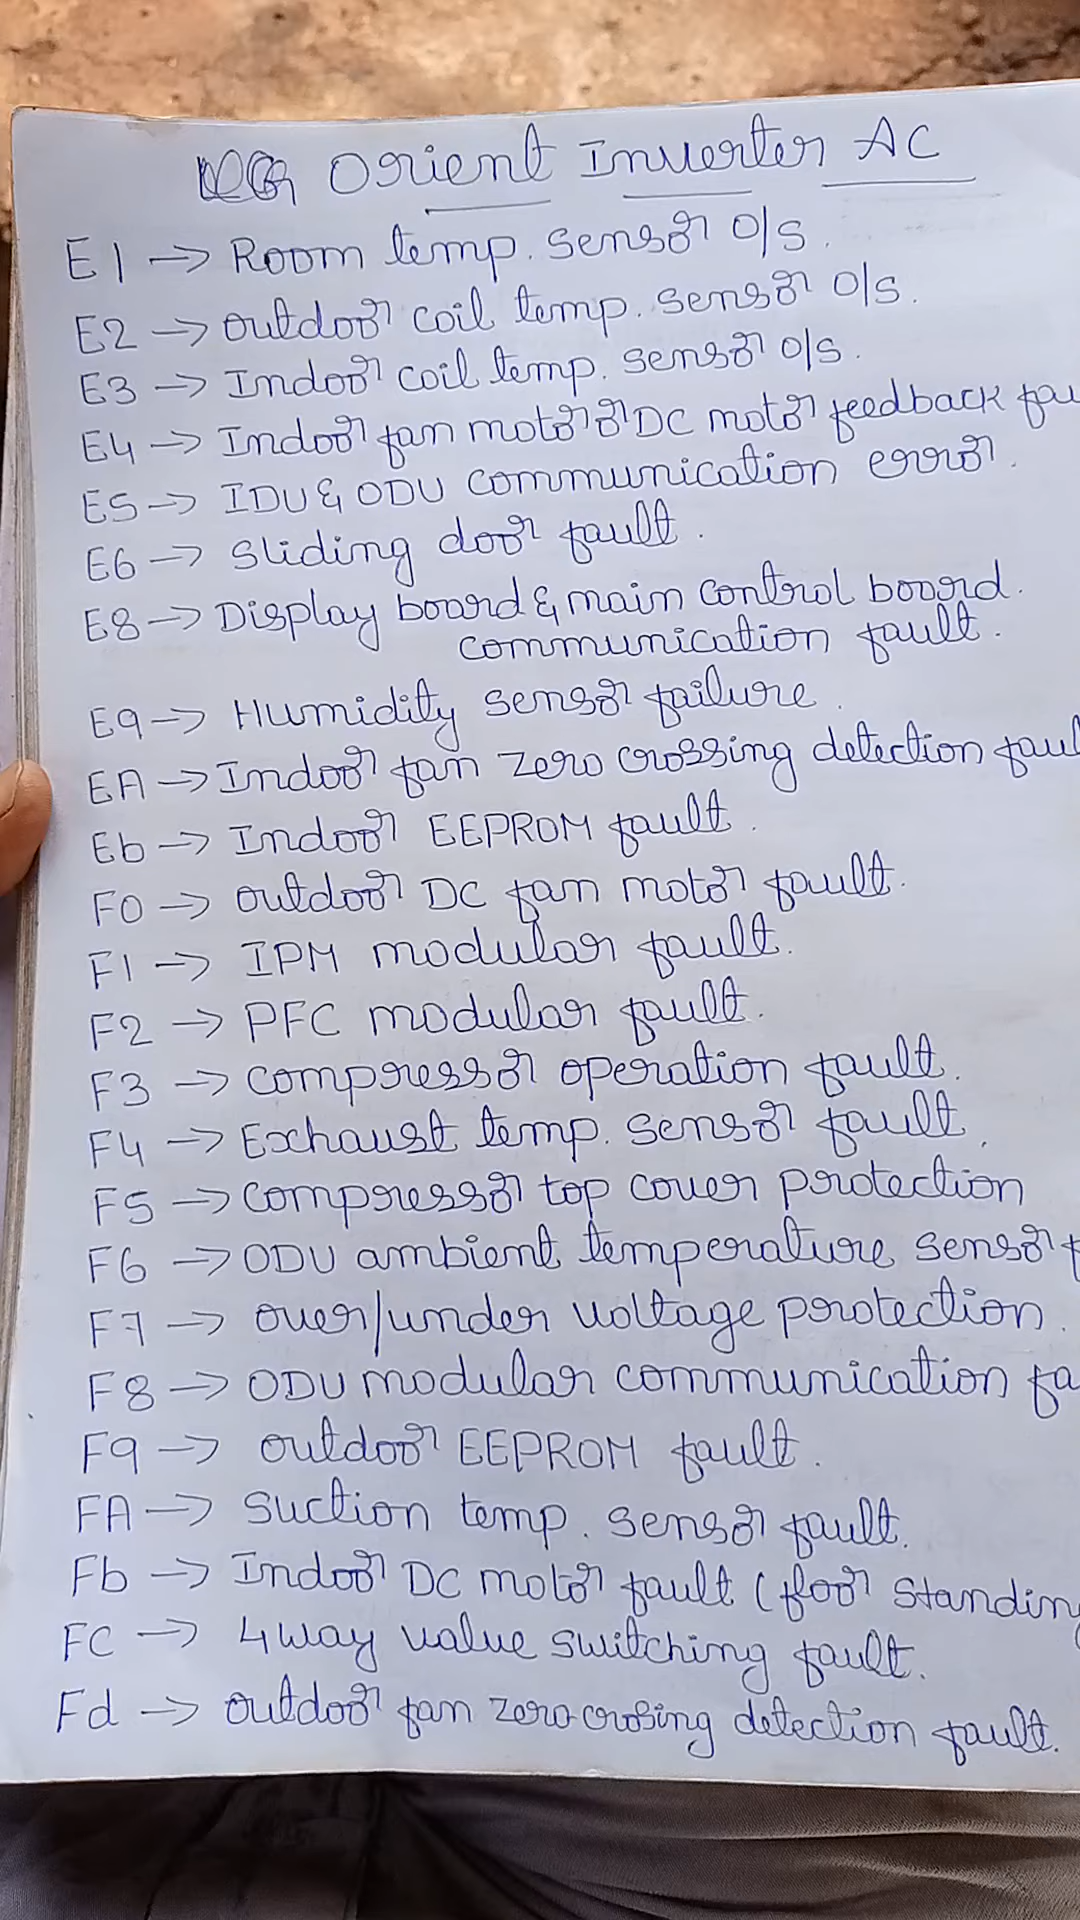 Orient Inverter AC
E1 → Room temp. sensor o/s.
E2 → outdoor coil temp. sensor o/s.
E3 → Indoor coil temp. sensor o/s.
E4 → Indoor fan motor or DC motor feedback fau
E5 → IDU & ODU communication error.
E6 → Sliding door fault.
E8 → Display board & main control board.
communication fault.
E9 → Humidity sensor failure.
EA → Indoor fan zero crossing detection faul
Eb → Indoor EEPROM fault.
F0 → outdoor DC fan motor fault.
F1 → IPM modular fault.
F2 → PFC modular fault.
F3 → compressor operation fault.
F4 → Exhaust temp. sensor fault.
F5 → compressor top cover protection
F6 → ODU ambient temperature sensor f
F7 → over/under voltage protection.
F8 → ODU modular communication fa
F9 → outdoor EEPROM fault.
FA → suction temp. sensor fault.
Fb → Indoor DC motor fault (floor standing
FC → 4way value switching fault.
Fd → outdoor fan zero crosing detection fault.